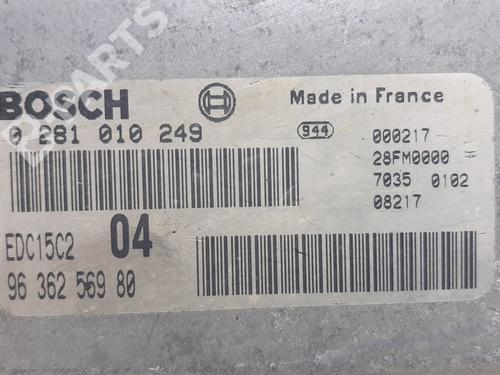 BOSCH
Made in France
0 281 010 249
944
000217
28FM0000
7035 0102
08217
EDC15C2
04
96 362 569 80